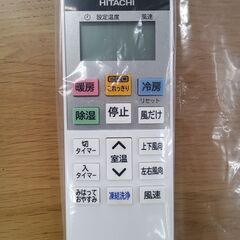 HITACHI
設定温度 風速
暖房
これっきり
冷房
リセット
除湿
停止
風だけ
切
タイマー
上下風向
室温
入
タイマー
左右風向
みはって
おやすみ
凍結洗浄
風速